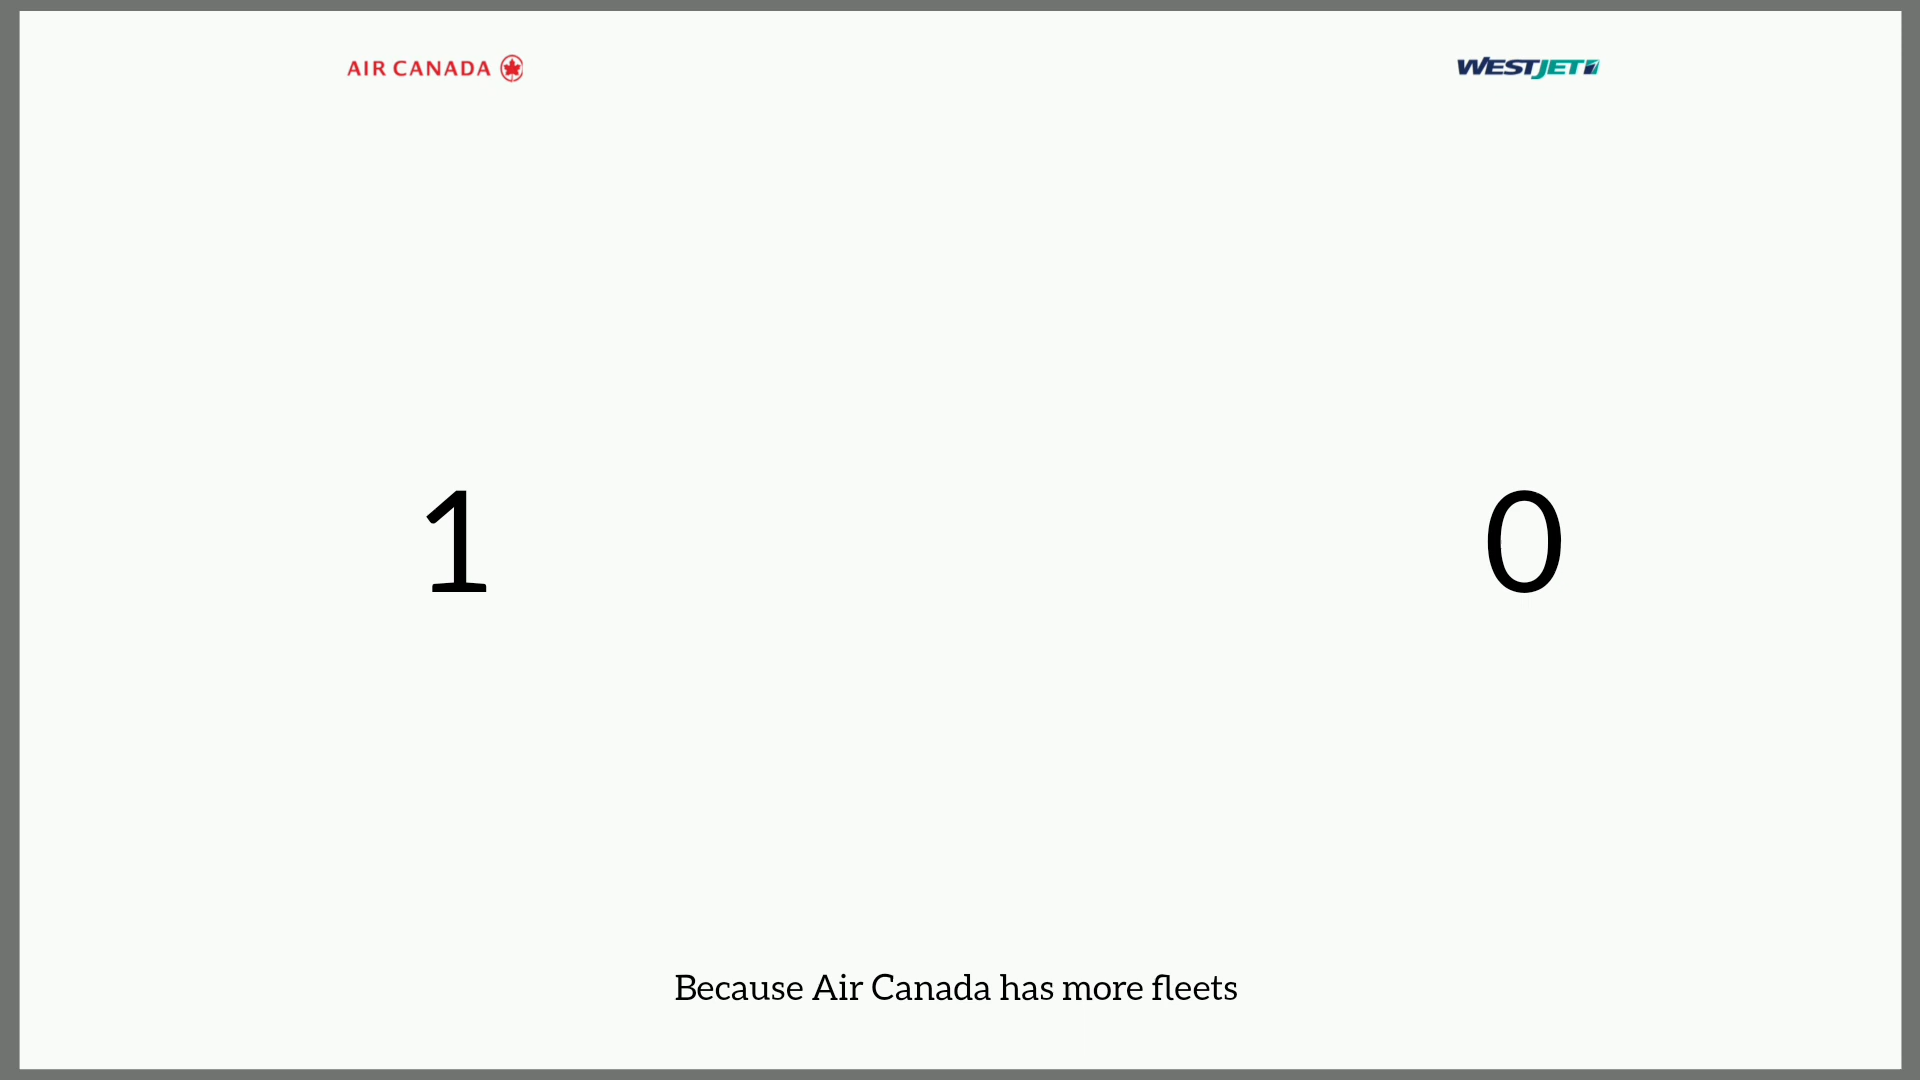 AIR CANADA
WESTJET
1
0
Because Air Canada has more fleets